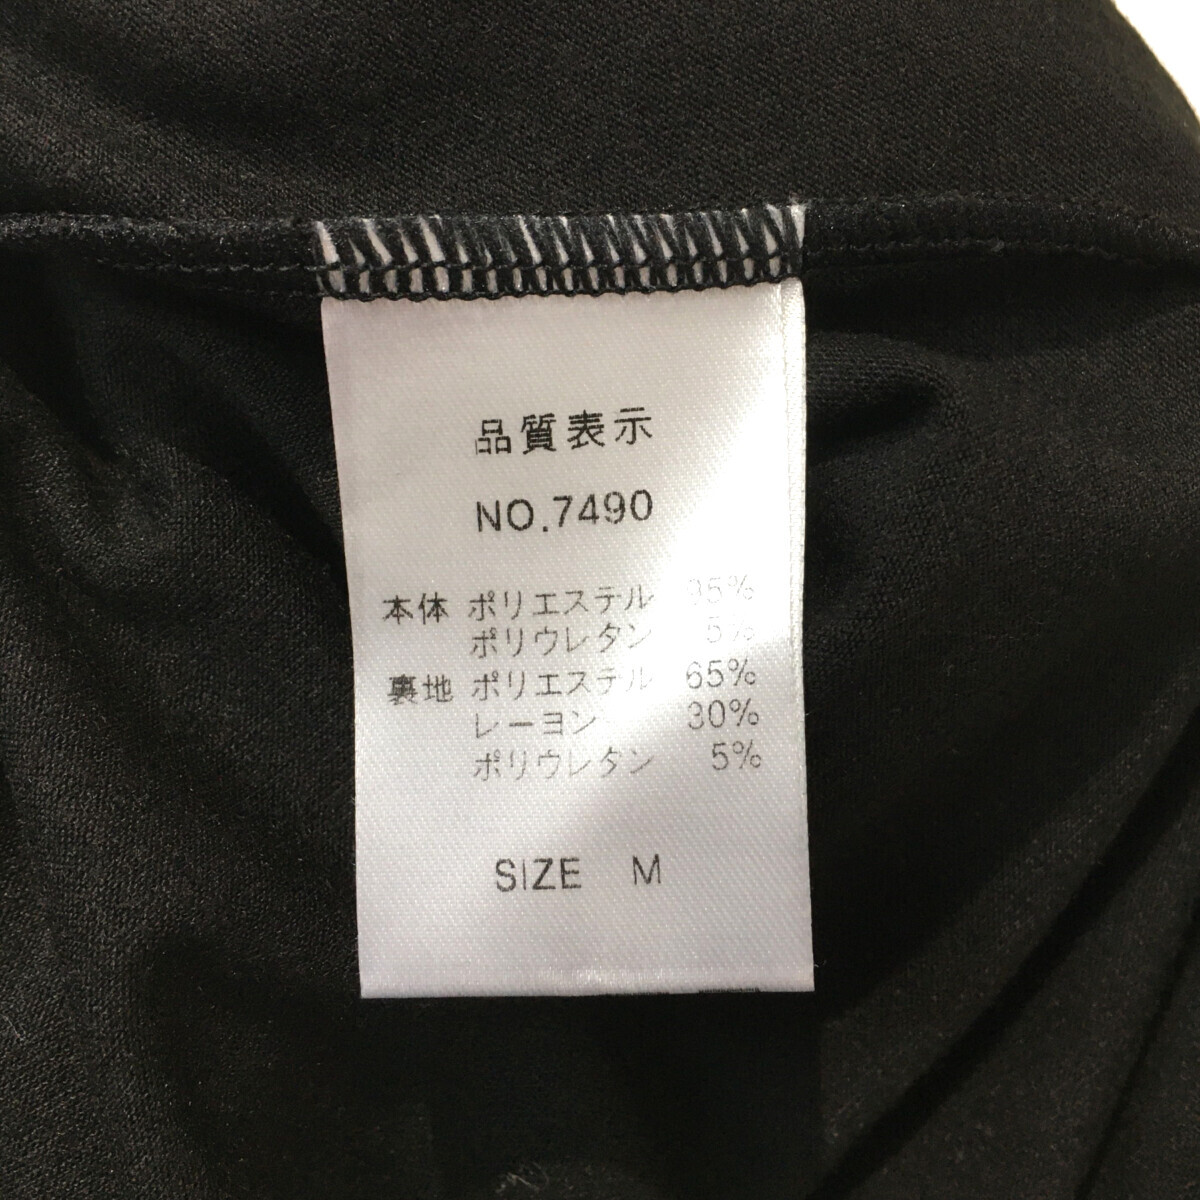 品質表示
NO.7490
本体 ポリエステル 95%
ポリウレタン 5%
裏地 ポリエステル 65%
レーヨン 30%
ポリウレタン 5%
SIZE M